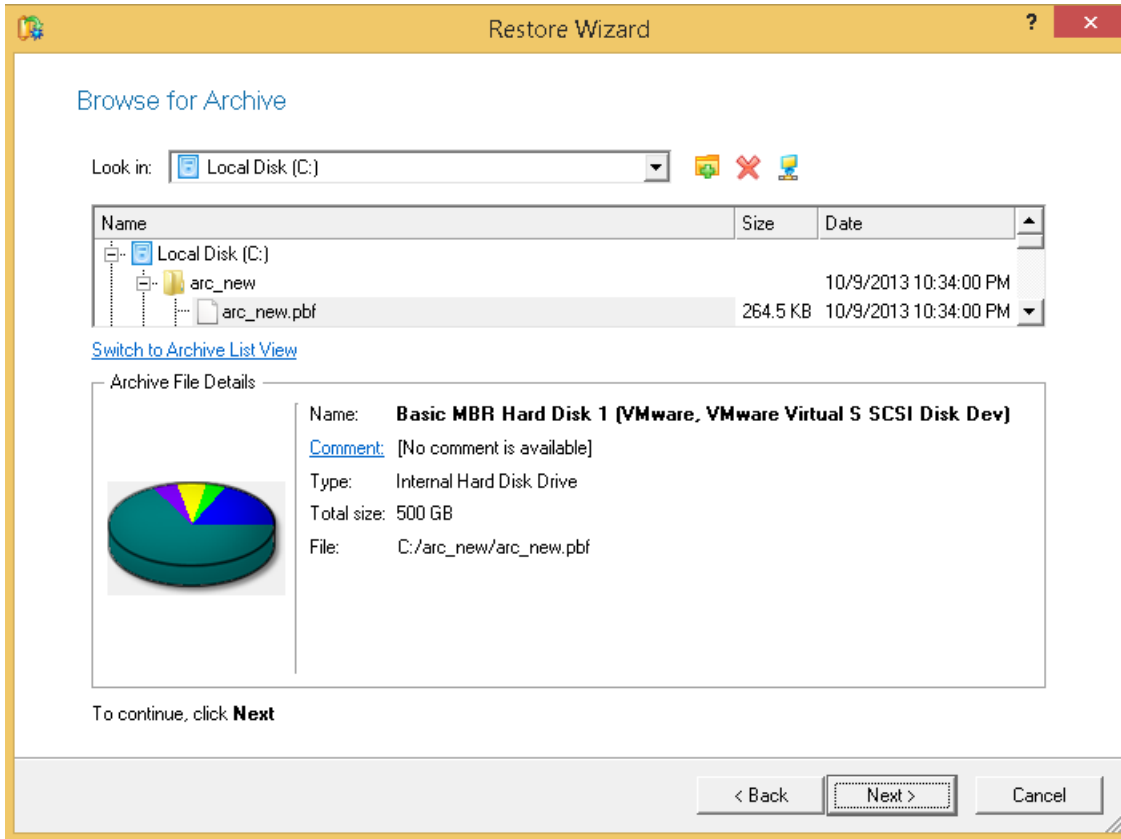 Restore Wizard
?
Browse for Archive
Look in: Local Disk (C:)
Name Size Date
Local Disk (C:)
arc_new 10/9/2013 10:34:00 PM
arc_new.pbf 264.5 KB 10/9/2013 10:34:00 PM
Switch to Archive List View
Archive File Details
Name: Basic MBR Hard Disk 1 (VMware, VMware Virtual S SCSI Disk Dev)
Comment: [No comment is available]
Type: Internal Hard Disk Drive
Total size: 500 GB
File: C:/arc_new/arc_new.pbf
To continue, click Next
< Back Next > Cancel